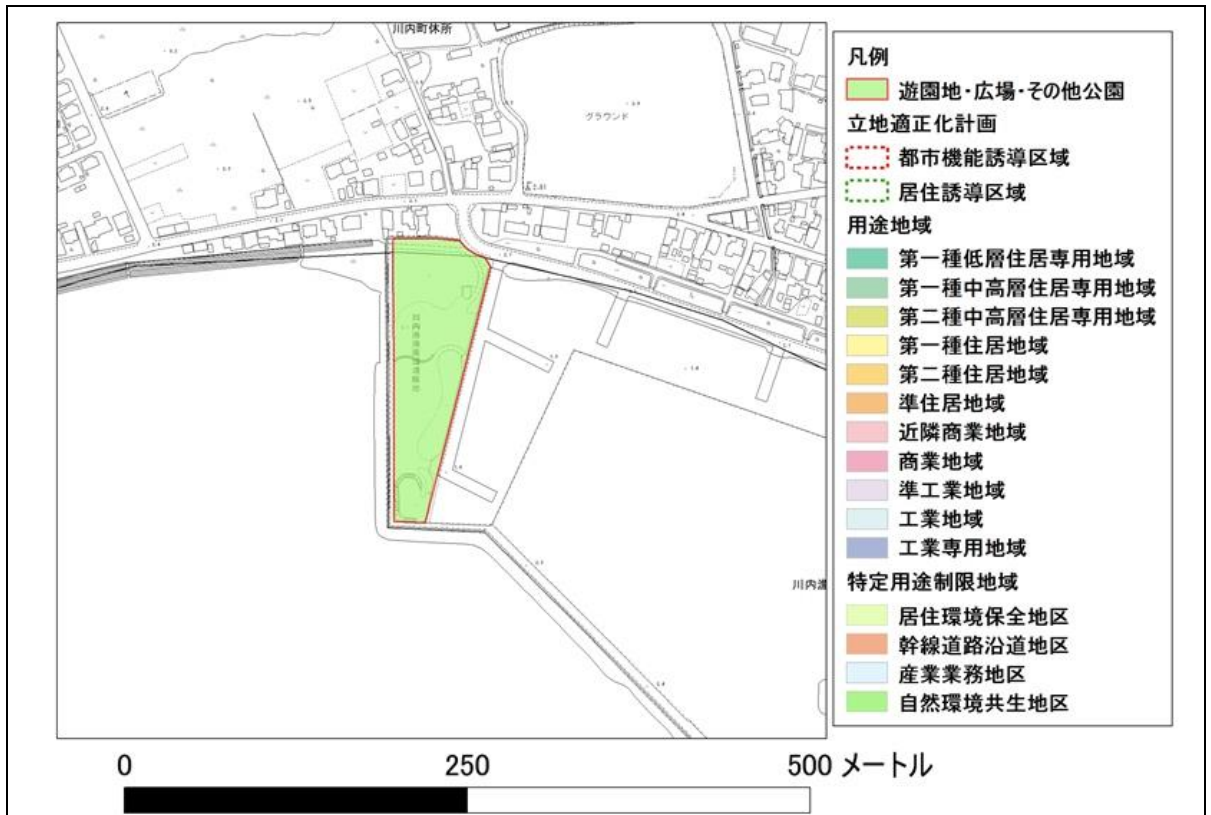 川内町休所
グラウンド
川内漁
凡例
遊園地・広場・その他公園
立地適正化計画
都市機能誘導区域
居住誘導区域
用途地域
第一種低層住居専用地域
第一種中高層住居専用地域
第二種中高層住居専用地域
第一種住居地域
第二種住居地域
準住居地域
近隣商業地域
商業地域
準工業地域
工業地域
工業専用地域
特定用途制限地域
居住環境保全地区
幹線道路沿道地区
産業業務地区
自然環境共生地区
0 250 500 メートル